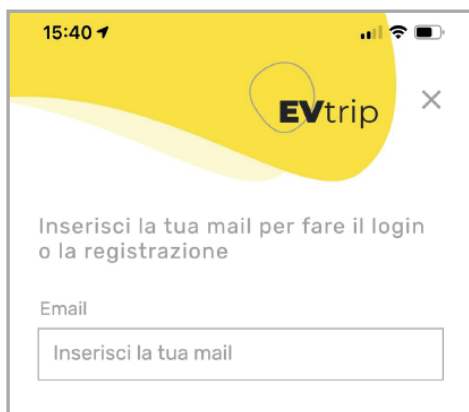 15:40
EVtrip
Inserisci la tua mail per fare il login
o la registrazione
Email
Inserisci la tua mail